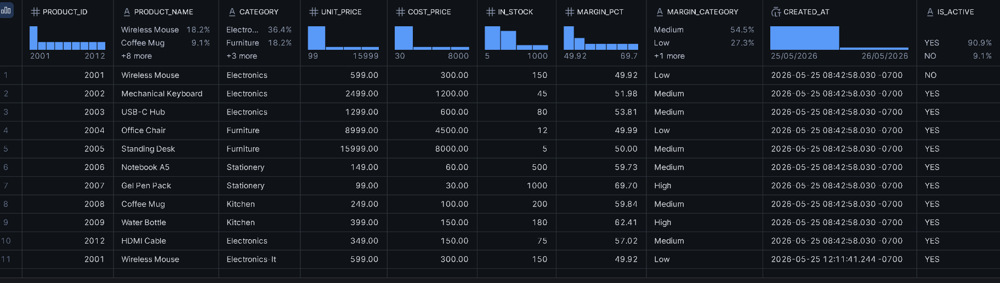 PRODUCT_ID PRODUCT_NAME CATEGORY UNIT_PRICE COST_PRICE IN_STOCK MARGIN_PCT MARGIN_CATEGORY CREATED_AT IS_ACTIVE
Wireless Mouse 18.2% Electro... 36.4% Medium 54.5%
Coffee Mug 9.1% Furniture 18.2% Low 27.3% YES 90.9%
2001 2012 +8 more +3 more 99 15999 30 8000 5 1000 49.92 69.7 +1 more 25/05/2026 26/05/2026 NO 9.1%
1 2001 Wireless Mouse Electronics 599.00 300.00 150 49.92 Low 2026-05-25 08:42:58.030 -0700 NO
2 2002 Mechanical Keyboard Electronics 2499.00 1200.00 45 51.98 Medium 2026-05-25 08:42:58.030 -0700 YES
3 2003 USB-C Hub Electronics 1299.00 600.00 80 53.81 Medium 2026-05-25 08:42:58.030 -0700 YES
4 2004 Office Chair Furniture 8999.00 4500.00 12 49.99 Low 2026-05-25 08:42:58.030 -0700 YES
5 2005 Standing Desk Furniture 15999.00 8000.00 5 50.00 Medium 2026-05-25 08:42:58.030 -0700 YES
6 2006 Notebook A5 Stationery 149.00 60.00 500 59.73 Medium 2026-05-25 08:42:58.030 -0700 YES
7 2007 Gel Pen Pack Stationery 99.00 30.00 1000 69.70 High 2026-05-25 08:42:58.030 -0700 YES
8 2008 Coffee Mug Kitchen 249.00 100.00 200 59.84 Medium 2026-05-25 08:42:58.030 -0700 YES
9 2009 Water Bottle Kitchen 399.00 150.00 180 62.41 High 2026-05-25 08:42:58.030 -0700 YES
10 2012 HDMI Cable Electronics 349.00 150.00 75 57.02 Medium 2026-05-25 08:42:58.030 -0700 YES
11 2001 Wireless Mouse Electronics-It 599.00 300.00 150 49.92 Low 2026-05-25 12:11:41.244 -0700 YES